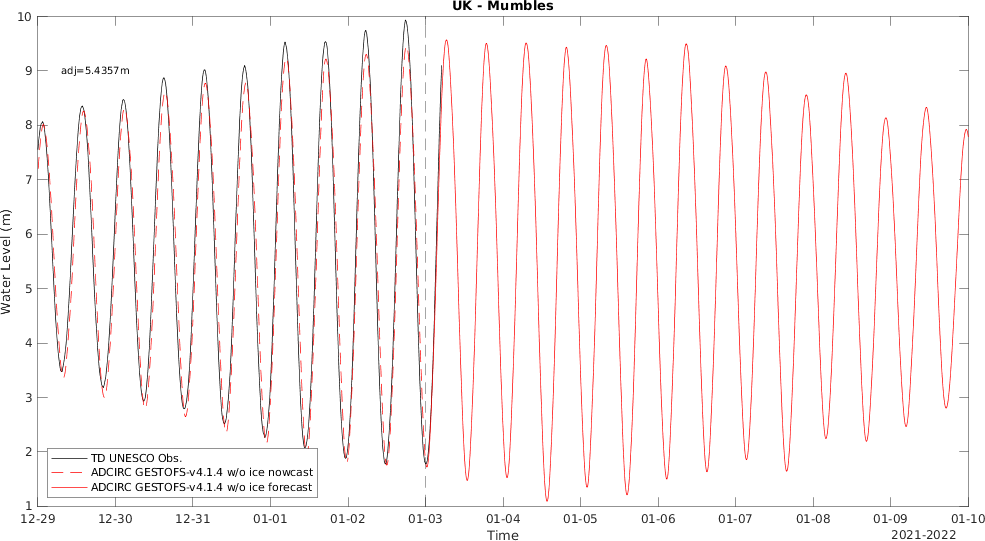 UK - Mumbles
10
9
8
7
6
5
4
3
2
1
Water Level (m)
adj=5.4357m
TD UNESCO Obs.
ADCIRC GESTOFS-v4.1.4 w/o ice nowcast
ADCIRC GESTOFS-v4.1.4 w/o ice forecast
12-29 12-30 12-31 01-01 01-02 01-03 01-04 01-05 01-06 01-07 01-08 01-09 01-10
Time
2021-2022